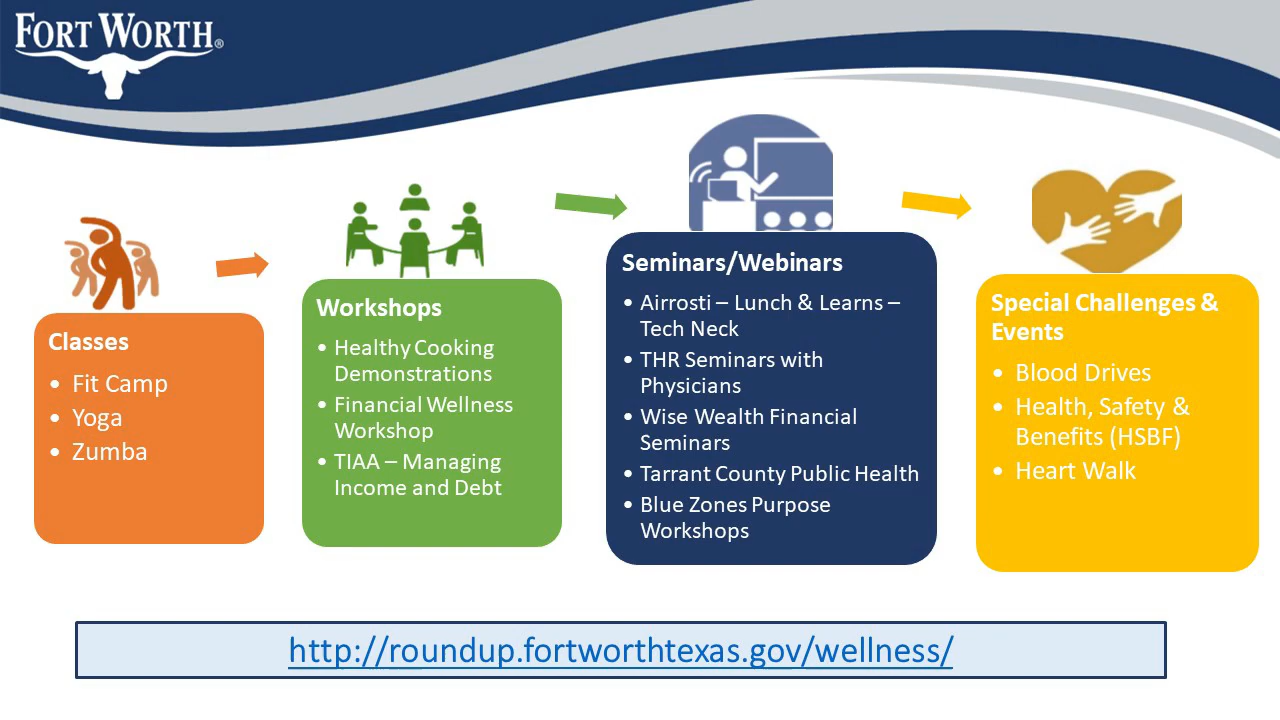 FORT WORTH®
Classes
• Fit Camp
• Yoga
• Zumba
Workshops
• Healthy Cooking
Demonstrations
• Financial Wellness
Workshop
• TIAA – Managing
Income and Debt
Seminars/Webinars
• Airrosti – Lunch & Learns –
Tech Neck
• THR Seminars with
Physicians
• Wise Wealth Financial
Seminars
• Tarrant County Public Health
• Blue Zones Purpose
Workshops
Special Challenges &
Events
• Blood Drives
• Health, Safety &
Benefits (HSBF)
• Heart Walk
http://roundup.fortworthtexas.gov/wellness/